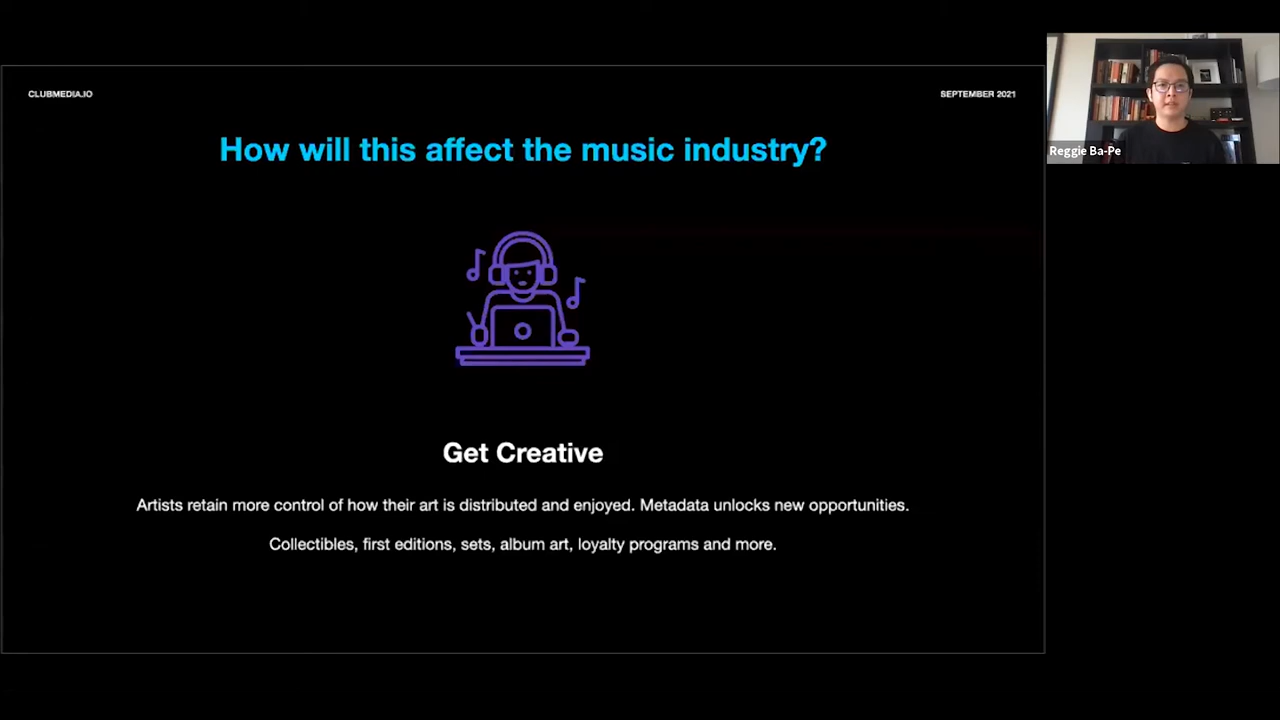 CLUBMEDIA.IO
SEPTEMBER 2021
How will this affect the music industry?
Get Creative
Artists retain more control of how their art is distributed and enjoyed. Metadata unlocks new opportunities.
Collectibles, first editions, sets, album art, loyalty programs and more.
Reggie Ba-Pe